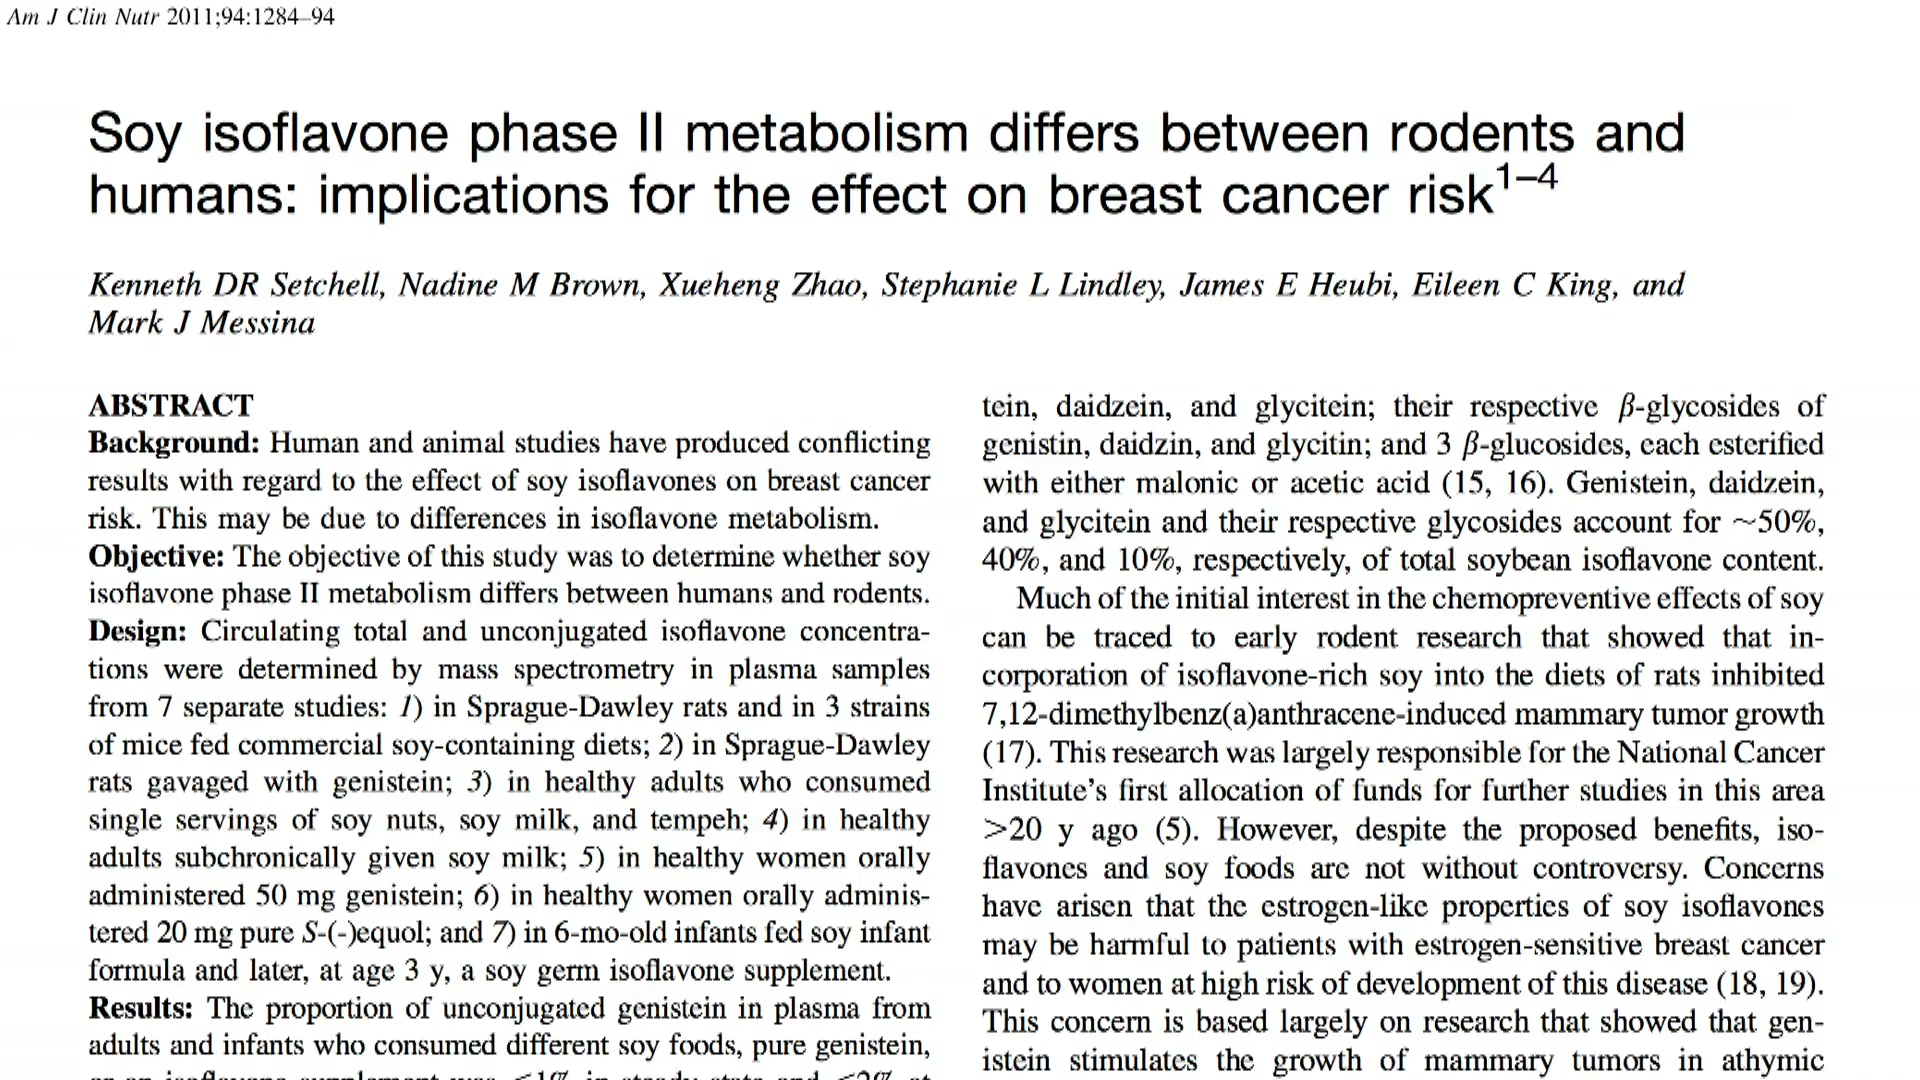 Am J Clin Nutr 2011;94:1284–94
Soy isoflavone phase II metabolism differs between rodents and
humans: implications for the effect on breast cancer risk1–4
Kenneth DR Setchell, Nadine M Brown, Xueheng Zhao, Stephanie L Lindley, James E Heubi, Eileen C King, and
Mark J Messina
ABSTRACT
Background: Human and animal studies have produced conflicting
results with regard to the effect of soy isoflavones on breast cancer
risk. This may be due to differences in isoflavone metabolism.
Objective: The objective of this study was to determine whether soy
isoflavone phase II metabolism differs between humans and rodents.
Design: Circulating total and unconjugated isoflavone concentra-
tions were determined by mass spectrometry in plasma samples
from 7 separate studies: 1) in Sprague-Dawley rats and in 3 strains
of mice fed commercial soy-containing diets; 2) in Sprague-Dawley
rats gavaged with genistein; 3) in healthy adults who consumed
single servings of soy nuts, soy milk, and tempeh; 4) in healthy
adults subchronically given soy milk; 5) in healthy women orally
administered 50 mg genistein; 6) in healthy women orally adminis-
tered 20 mg pure S-(-)equol; and 7) in 6-mo-old infants fed soy infant
formula and later, at age 3 y, a soy germ isoflavone supplement.
Results: The proportion of unconjugated genistein in plasma from
adults and infants who consumed different soy foods, pure genistein,
tein, daidzein, and glycitein; their respective β-glycosides of
genistin, daidzin, and glycitin; and 3 β-glucosides, each esterified
with either malonic or acetic acid (15, 16). Genistein, daidzein,
and glycitein and their respective glycosides account for ~50%,
40%, and 10%, respectively, of total soybean isoflavone content.
Much of the initial interest in the chemopreventive effects of soy
can be traced to early rodent research that showed that in-
corporation of isoflavone-rich soy into the diets of rats inhibited
7,12-dimethylbenz(a)anthracene-induced mammary tumor growth
(17). This research was largely responsible for the National Cancer
Institute's first allocation of funds for further studies in this area
>20 y ago (5). However, despite the proposed benefits, iso-
flavones and soy foods are not without controversy. Concerns
have arisen that the estrogen-like properties of soy isoflavones
may be harmful to patients with estrogen-sensitive breast cancer
and to women at high risk of development of this disease (18, 19).
This concern is based largely on research that showed that gen-
istein stimulates the growth of mammary tumors in athymic